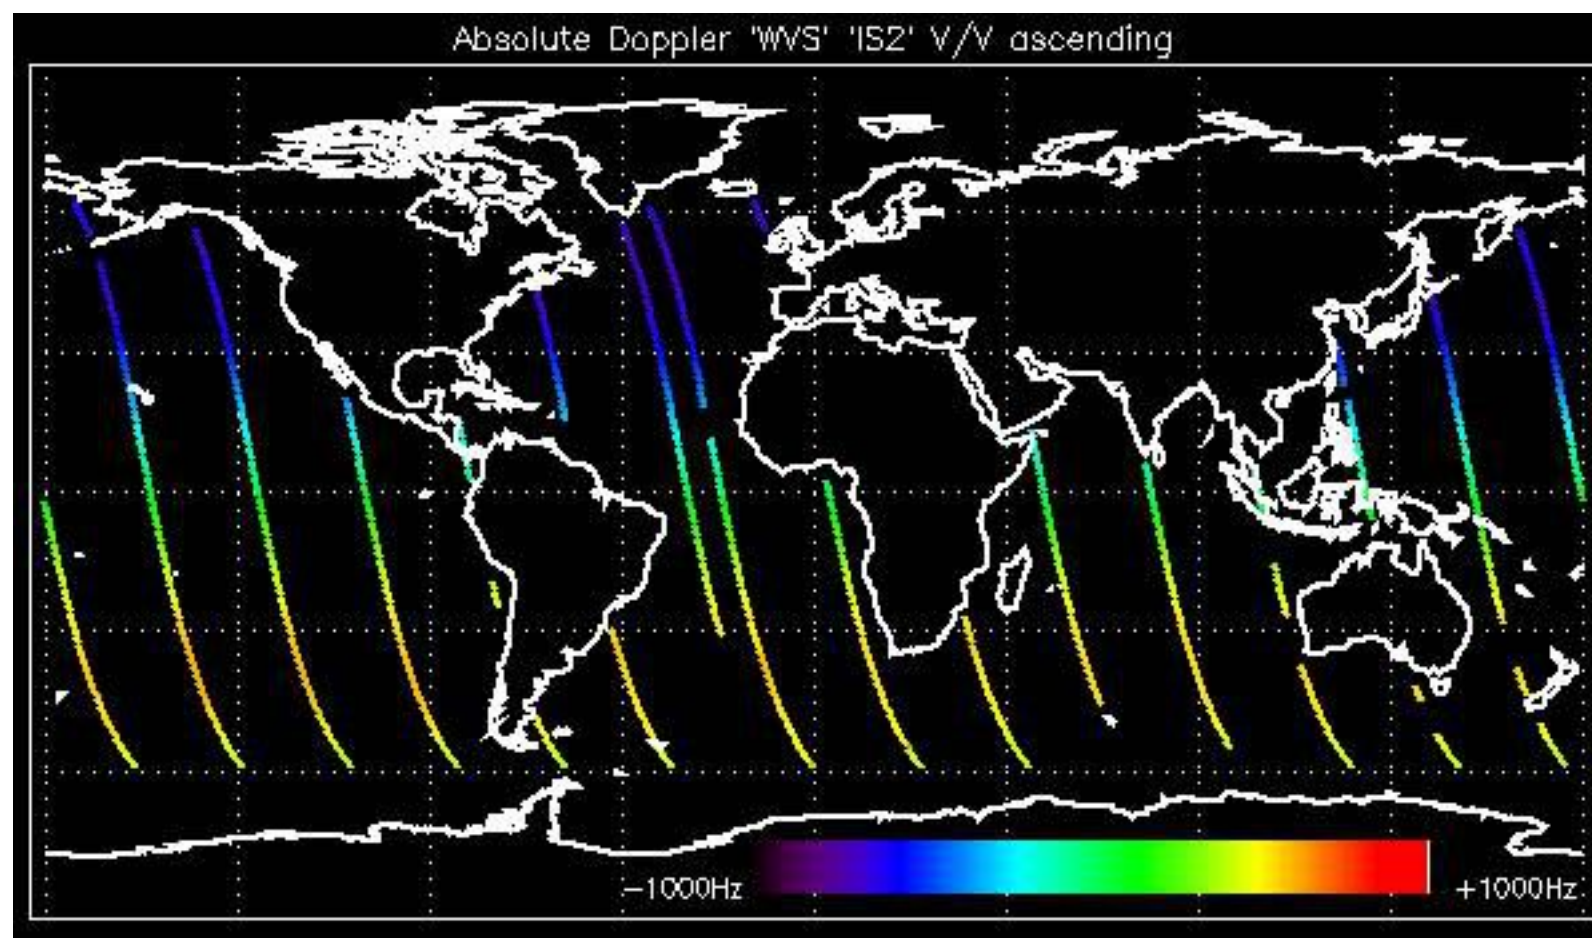 Absolute Doppler 'WVS' 'IS2' V/V ascending
-1000Hz +1000Hz